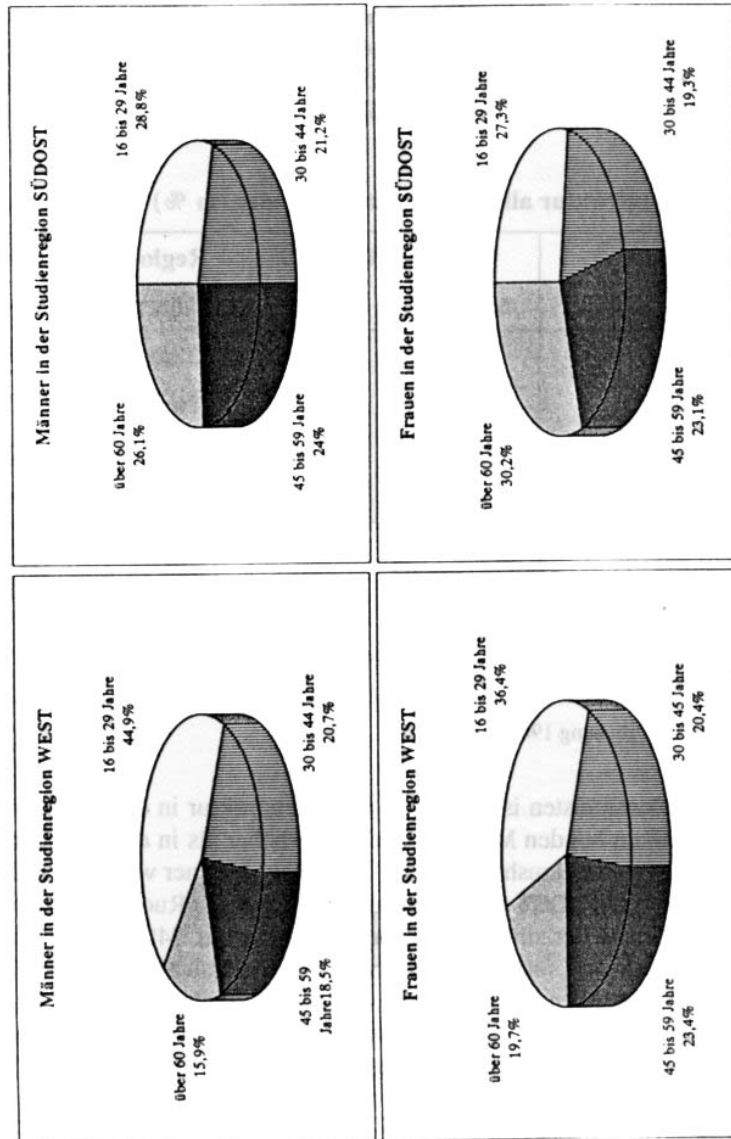 Männer in der Studienregion WEST
16 bis 29 Jahre
44,9%
über 60 Jahre
15,9%
45 bis 59
Jahre18,5%
30 bis 44 Jahre
20,7%
Männer in der Studienregion SÜDOST
16 bis 29 Jahre
28,8%
über 60 Jahre
26,1%
45 bis 59 Jahre
24%
30 bis 44 Jahre
21,2%
Frauen in der Studienregion WEST
16 bis 29 Jahre
36,4%
über 60 Jahre
19,7%
45 bis 59 Jahre
23,4%
30 bis 45 Jahre
20,4%
Frauen in der Studienregion SÜDOST
16 bis 29 Jahre
27,3%
über 60 Jahre
30,2%
45 bis 59 Jahre
23,1%
30 bis 44 Jahre
19,3%